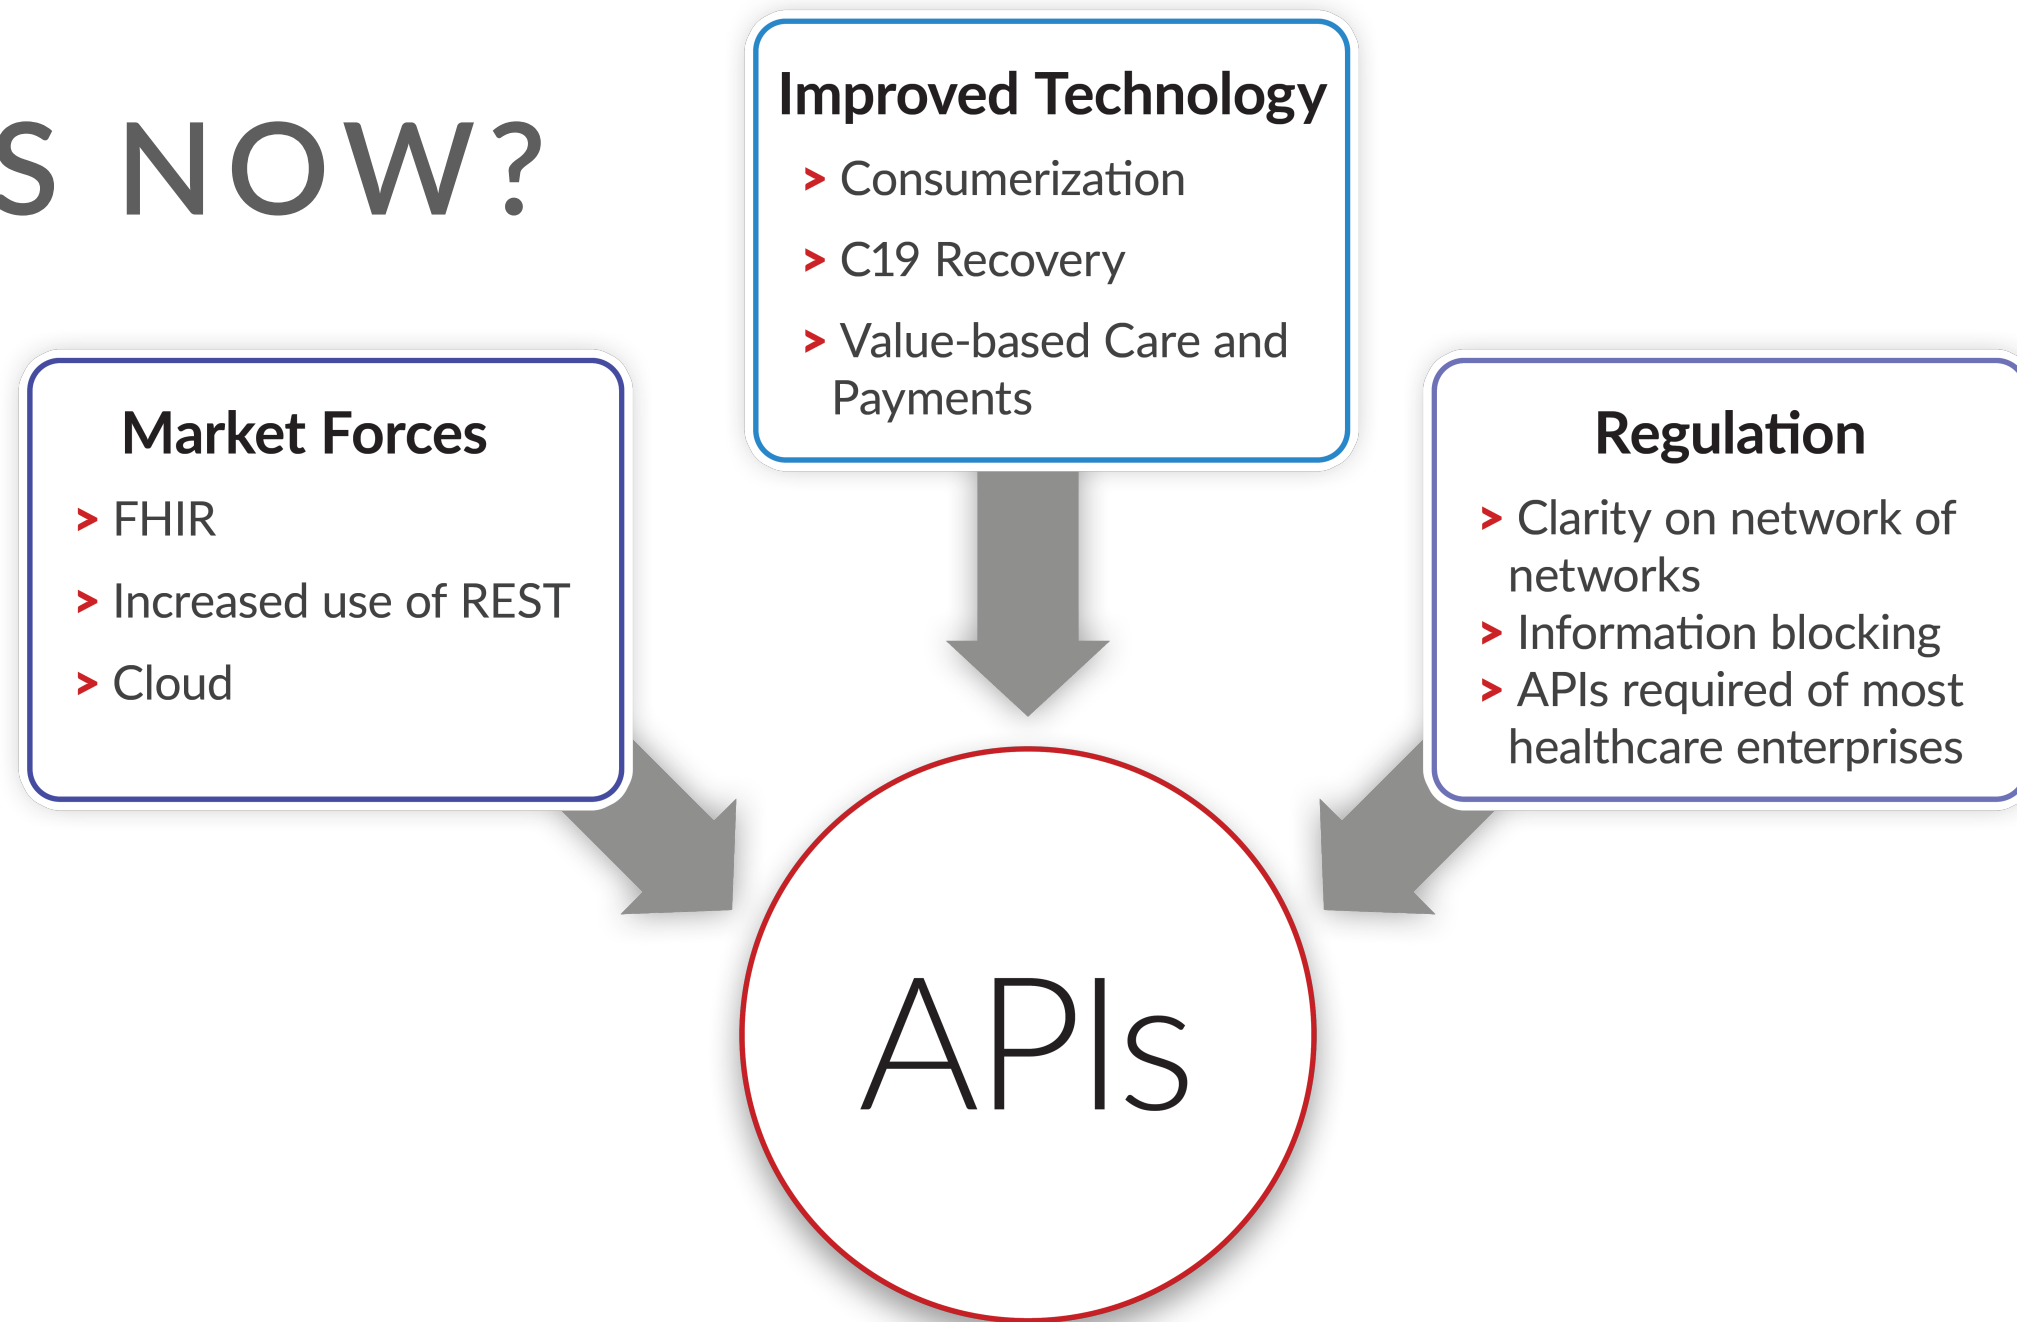 S NOW?
Improved Technology
> Consumerization
> C19 Recovery
> Value-based Care and
Payments
Market Forces
> FHIR
> Increased use of REST
> Cloud
Regulation
> Clarity on network of
networks
> Information blocking
> APIs required of most
healthcare enterprises
APIs